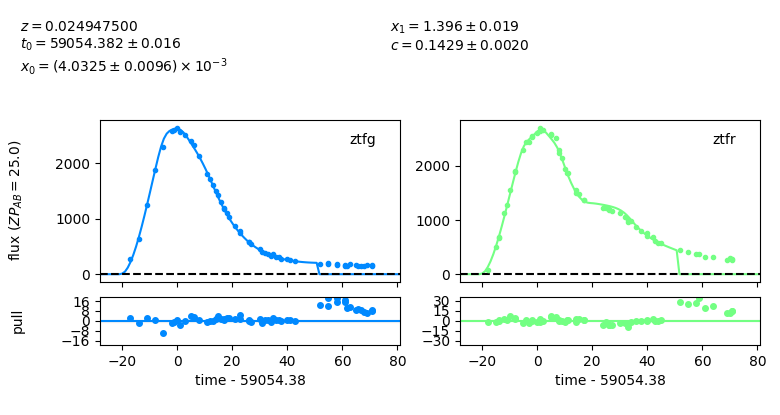 z = 0.024947500
t₀ = 59054.382 ± 0.016
x₀ = (4.0325 ± 0.0096) × 10⁻³
x₁ = 1.396 ± 0.019
c = 0.1429 ± 0.0020
flux (ZP_AB = 25.0)
2000
1000
0
ztfg
2000
1000
0
ztfr
pull
16
8
0
−8
−16
−20
0
20
40
60
80
time - 59054.38
30
15
0
−15
−30
−20
0
20
40
60
80
time - 59054.38